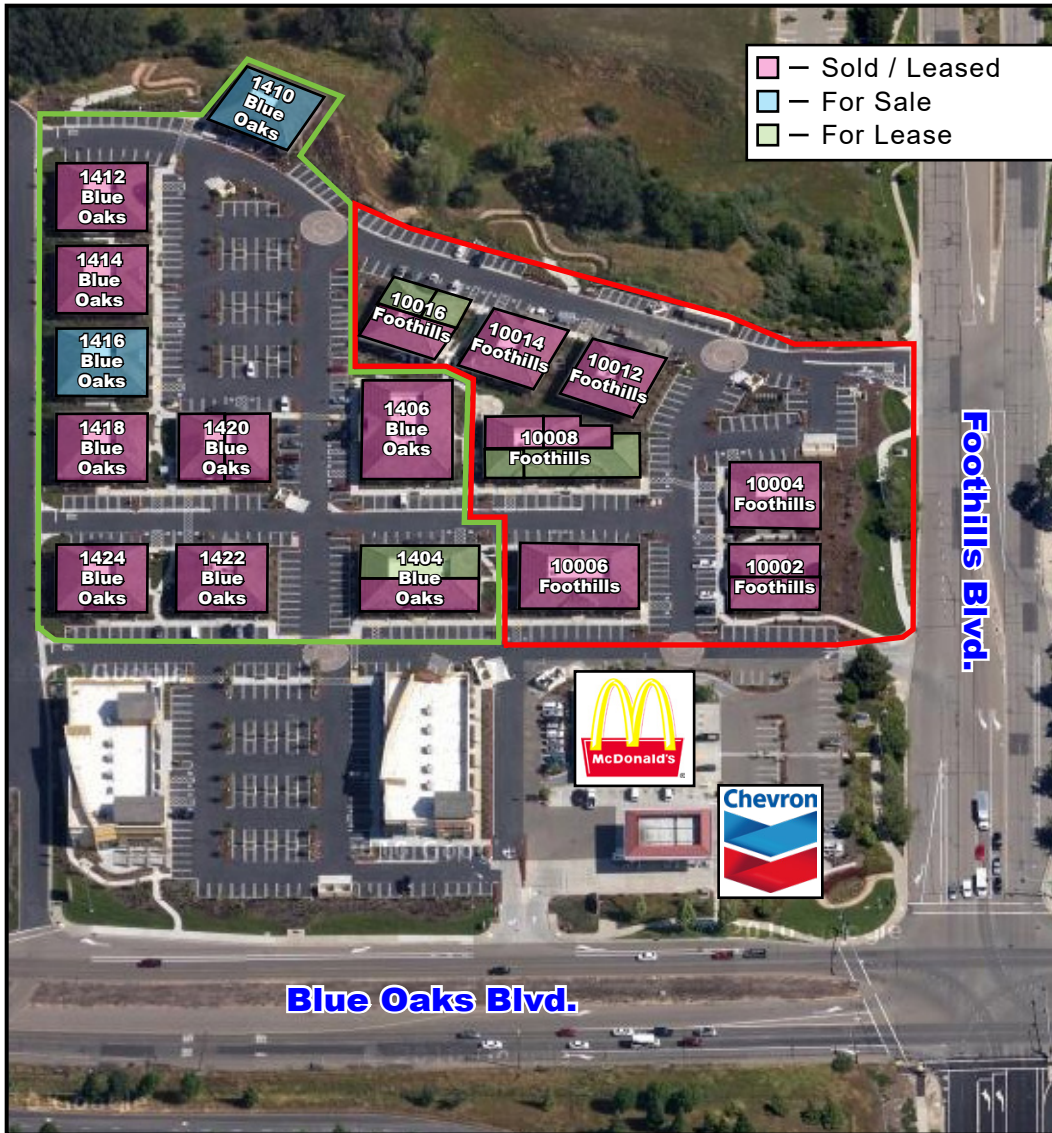 — Sold / Leased
— For Sale
— For Lease
1410
Blue
Oaks
1412
Blue
Oaks
1414
Blue
Oaks
1416
Blue
Oaks
1418
Blue
Oaks
1420
Blue
Oaks
1406
Blue
Oaks
1424
Blue
Oaks
1422
Blue
Oaks
1404
Blue
Oaks
10016
Foothills
10014
Foothills
10012
Foothills
10008
Foothills
10004
Foothills
10006
Foothills
10002
Foothills
Foothills Blvd.
McDonald's
®
Chevron
Blue Oaks Blvd.